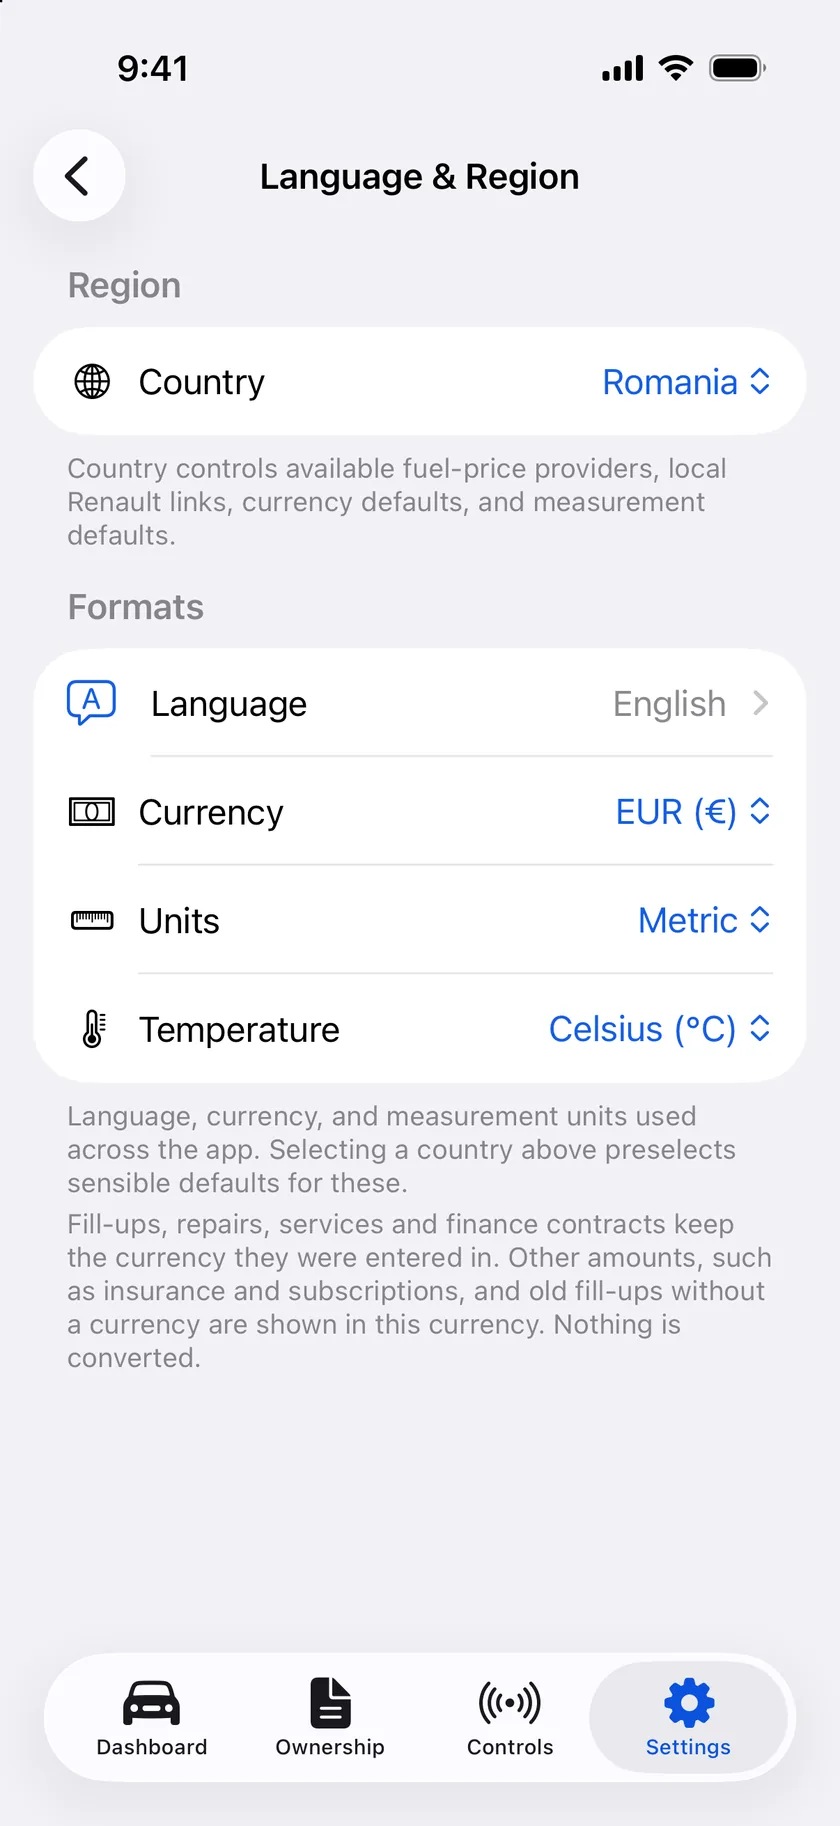 9:41
Language & Region
Region
Country
Romania
Country controls available fuel-price providers, local
Renault links, currency defaults, and measurement
defaults.
Formats
A
Language
English
Currency
EUR (€)
Units
Metric
Temperature
Celsius (°C)
Language, currency, and measurement units used
across the app. Selecting a country above preselects
sensible defaults for these.
Fill-ups, repairs, services and finance contracts keep
the currency they were entered in. Other amounts, such
as insurance and subscriptions, and old fill-ups without
a currency are shown in this currency. Nothing is
converted.
Dashboard
Ownership
Controls
Settings